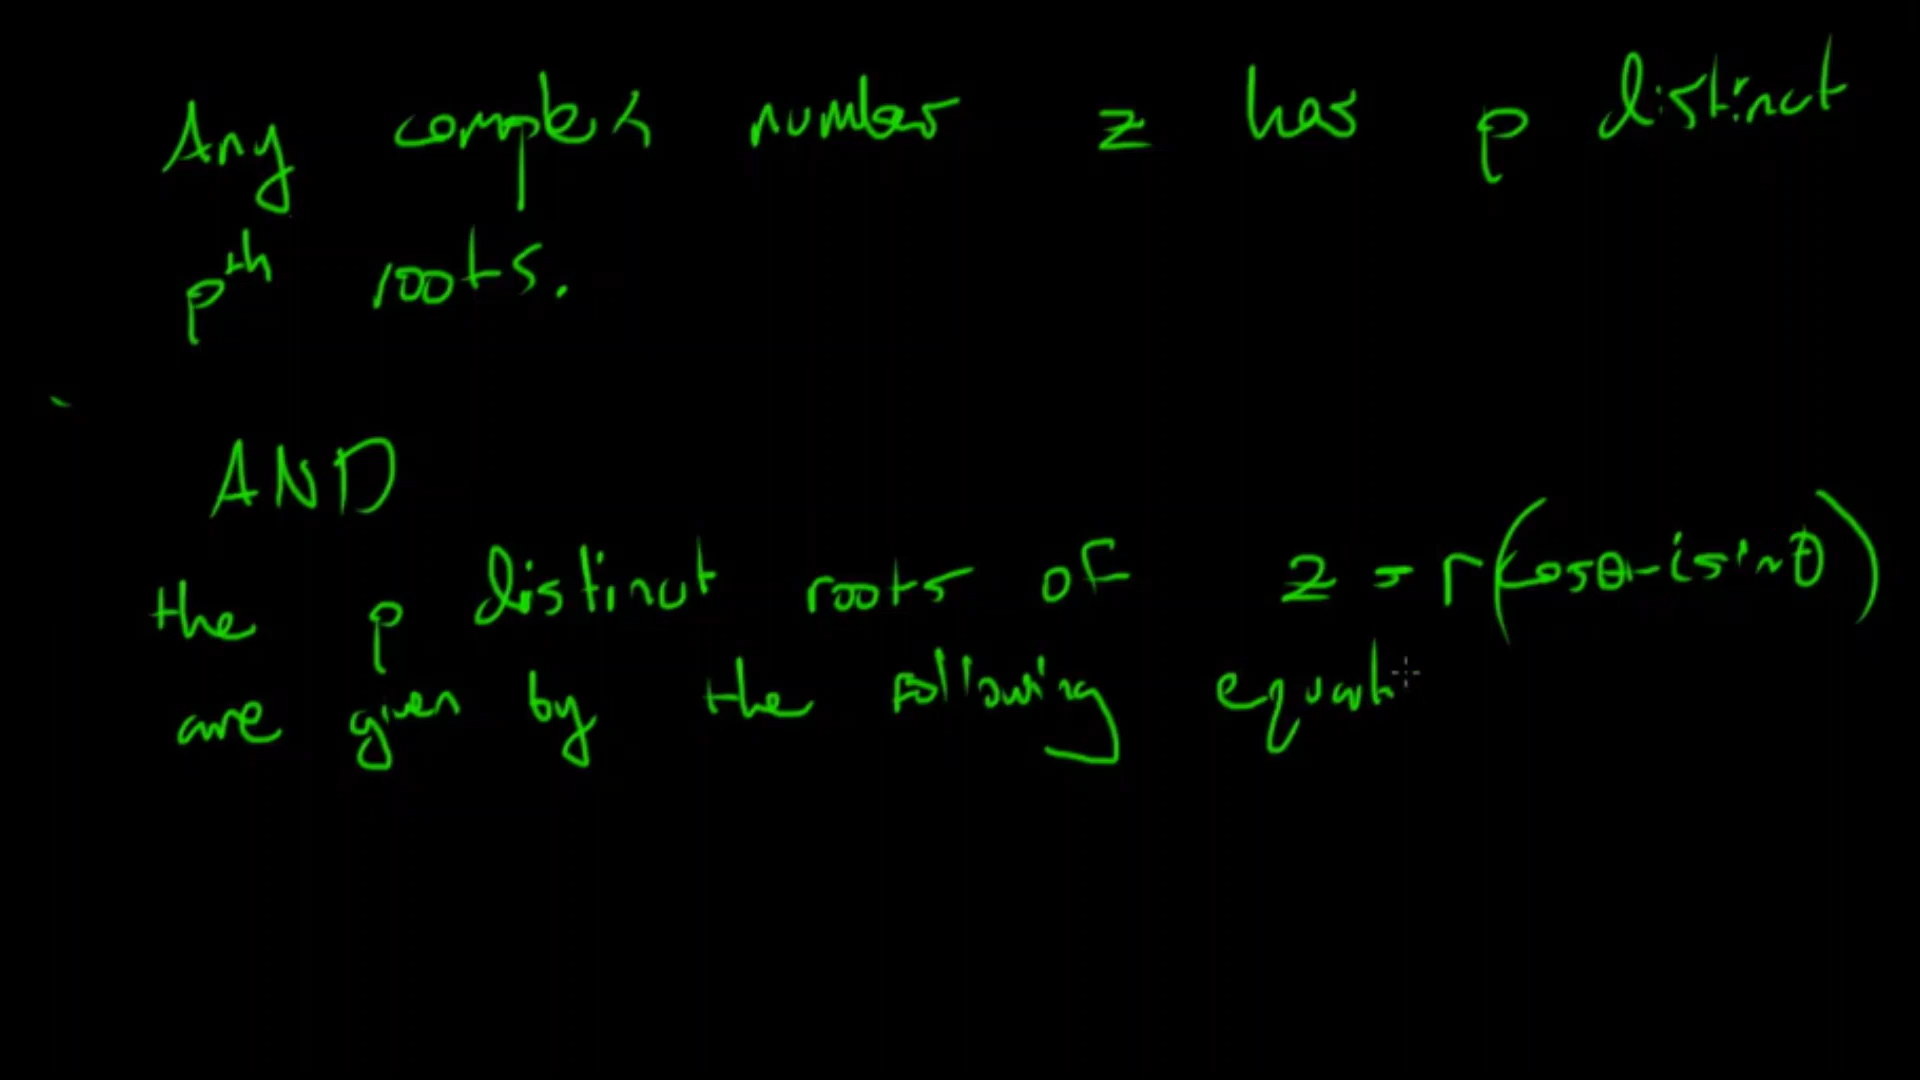 Any complex number z has p distinct
pth roots.
AND
the p distinct roots of z = r(cosθ-isinθ)
are given by the following equati